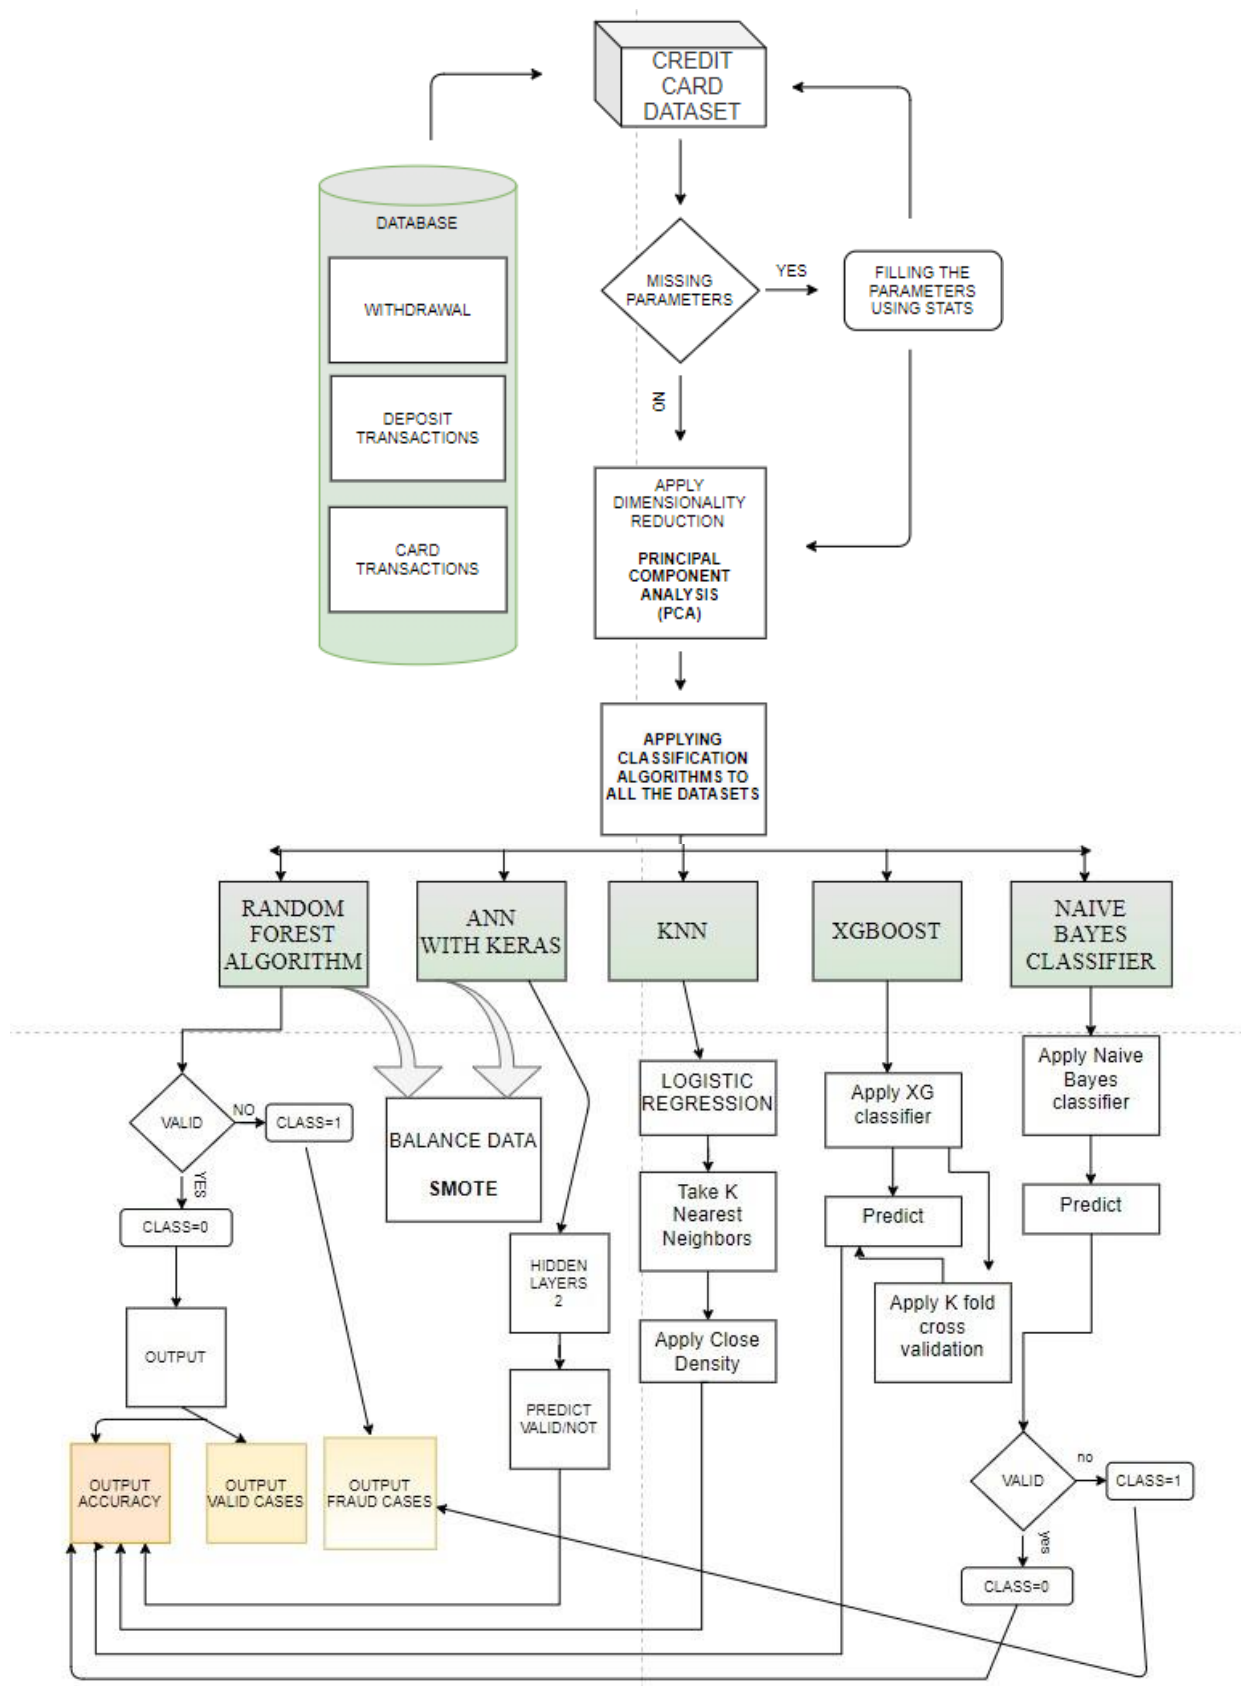 CREDIT
CARD
DATASET
DATABASE
WITHDRAWAL
DEPOSIT
TRANSACTIONS
CARD
TRANSACTIONS
MISSING
PARAMETERS
YES
FILLING THE
PARAMETERS
USING STATS
NO
APPLY
DIMENSIONALITY
REDUCTION
PRINCIPAL
COMPONENT
ANALYSIS
(PCA)
APPLYING
CLASSIFICATION
ALGORITHMS TO
ALL THE DATASETS
RANDOM
FOREST
ALGORITHM
ANN
WITH KERAS
KNN
XGBOOST
NAIVE
BAYES
CLASSIFIER
VALID
NO
CLASS=1
YES
CLASS=0
OUTPUT
BALANCE DATA
SMOTE
HIDDEN
LAYERS
2
PREDICT
VALID/NOT
LOGISTIC
REGRESSION
Take K
Nearest
Neighbors
Apply Close
Density
Apply XG
classifier
Predict
Apply K fold
cross
validation
Apply Naive
Bayes
classifier
Predict
VALID
no
CLASS=1
yes
CLASS=0
OUTPUT
ACCURACY
OUTPUT
VALID CASES
OUTPUT
FRAUD CASES